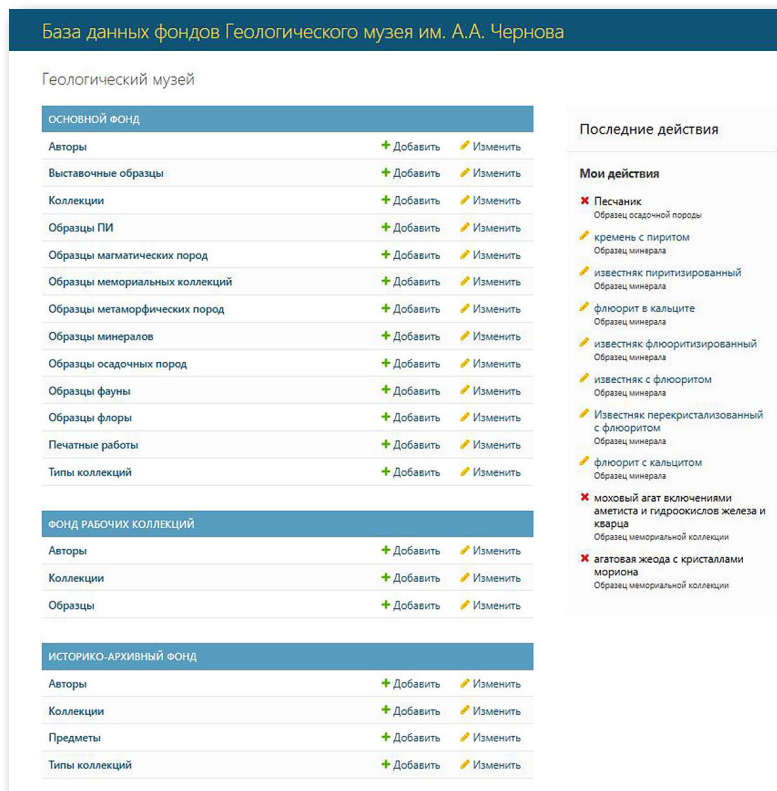 База данных фондов Геологического музея им. А.А. Чернова
Геологический музей
ОСНОВНОЙ ФОНД
Авторы Добавить Изменить
Выставочные образцы Добавить Изменить
Коллекции Добавить Изменить
Образцы ПИ Добавить Изменить
Образцы магматических пород Добавить Изменить
Образцы мемориальных коллекций Добавить Изменить
Образцы метаморфических пород Добавить Изменить
Образцы минералов Добавить Изменить
Образцы осадочных пород Добавить Изменить
Образцы фауны Добавить Изменить
Образцы флоры Добавить Изменить
Печатные работы Добавить Изменить
Типы коллекций Добавить Изменить
ФОНД РАБОЧИХ КОЛЛЕКЦИЙ
Авторы Добавить Изменить
Коллекции Добавить Изменить
Образцы Добавить Изменить
ИСТОРИКО-АРХИВНЫЙ ФОНД
Авторы Добавить Изменить
Коллекции Добавить Изменить
Предметы Добавить Изменить
Типы коллекций Добавить Изменить
Последние действия
Мои действия
Песчаник
Образец осадочной породы
кремень с пиритом
Образец минерала
известняк пиритизированный
Образец минерала
флюорит в кальците
Образец минерала
известняк флюоритизированный
Образец минерала
известняк с флюоритом
Образец минерала
Известняк перекристализованный
с флюоритом
Образец минерала
флюорит с кальцитом
Образец минерала
моховый агат включениями
аметиста и гидроокислов железа и
кварца
Образец мемориальной коллекции
агатовая жеода с кристаллами
мориона
Образец мемориальной коллекции